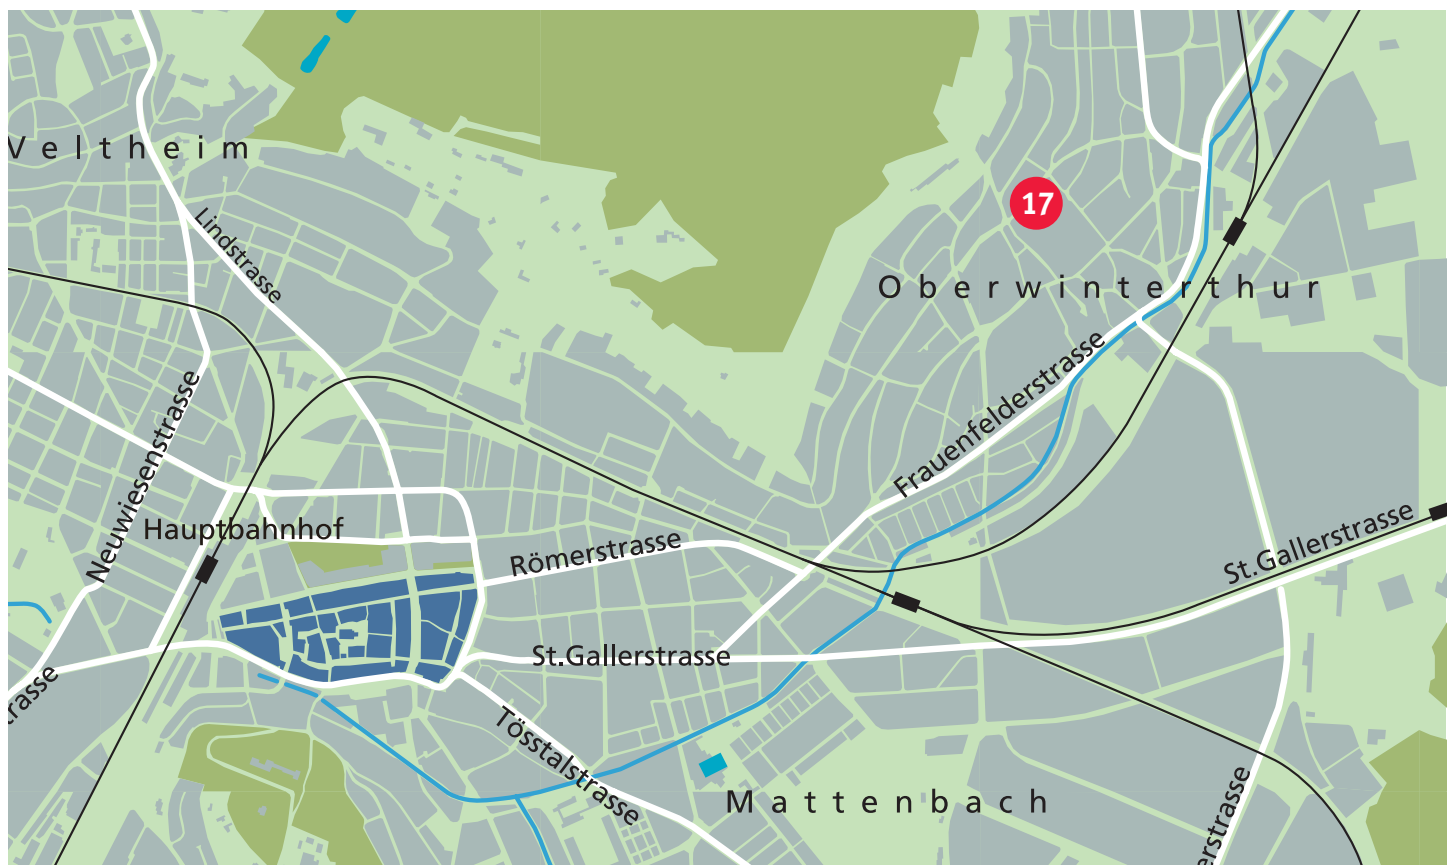 Veltheim
Lindstrasse
17
Oberwinterthur
Frauenfelderstrasse
Neuwiesenstrasse
Hauptbahnhof
Römerstrasse
St.Gallerstrasse
St.Gallerstrasse
Tösstalstrasse
Mattenbach